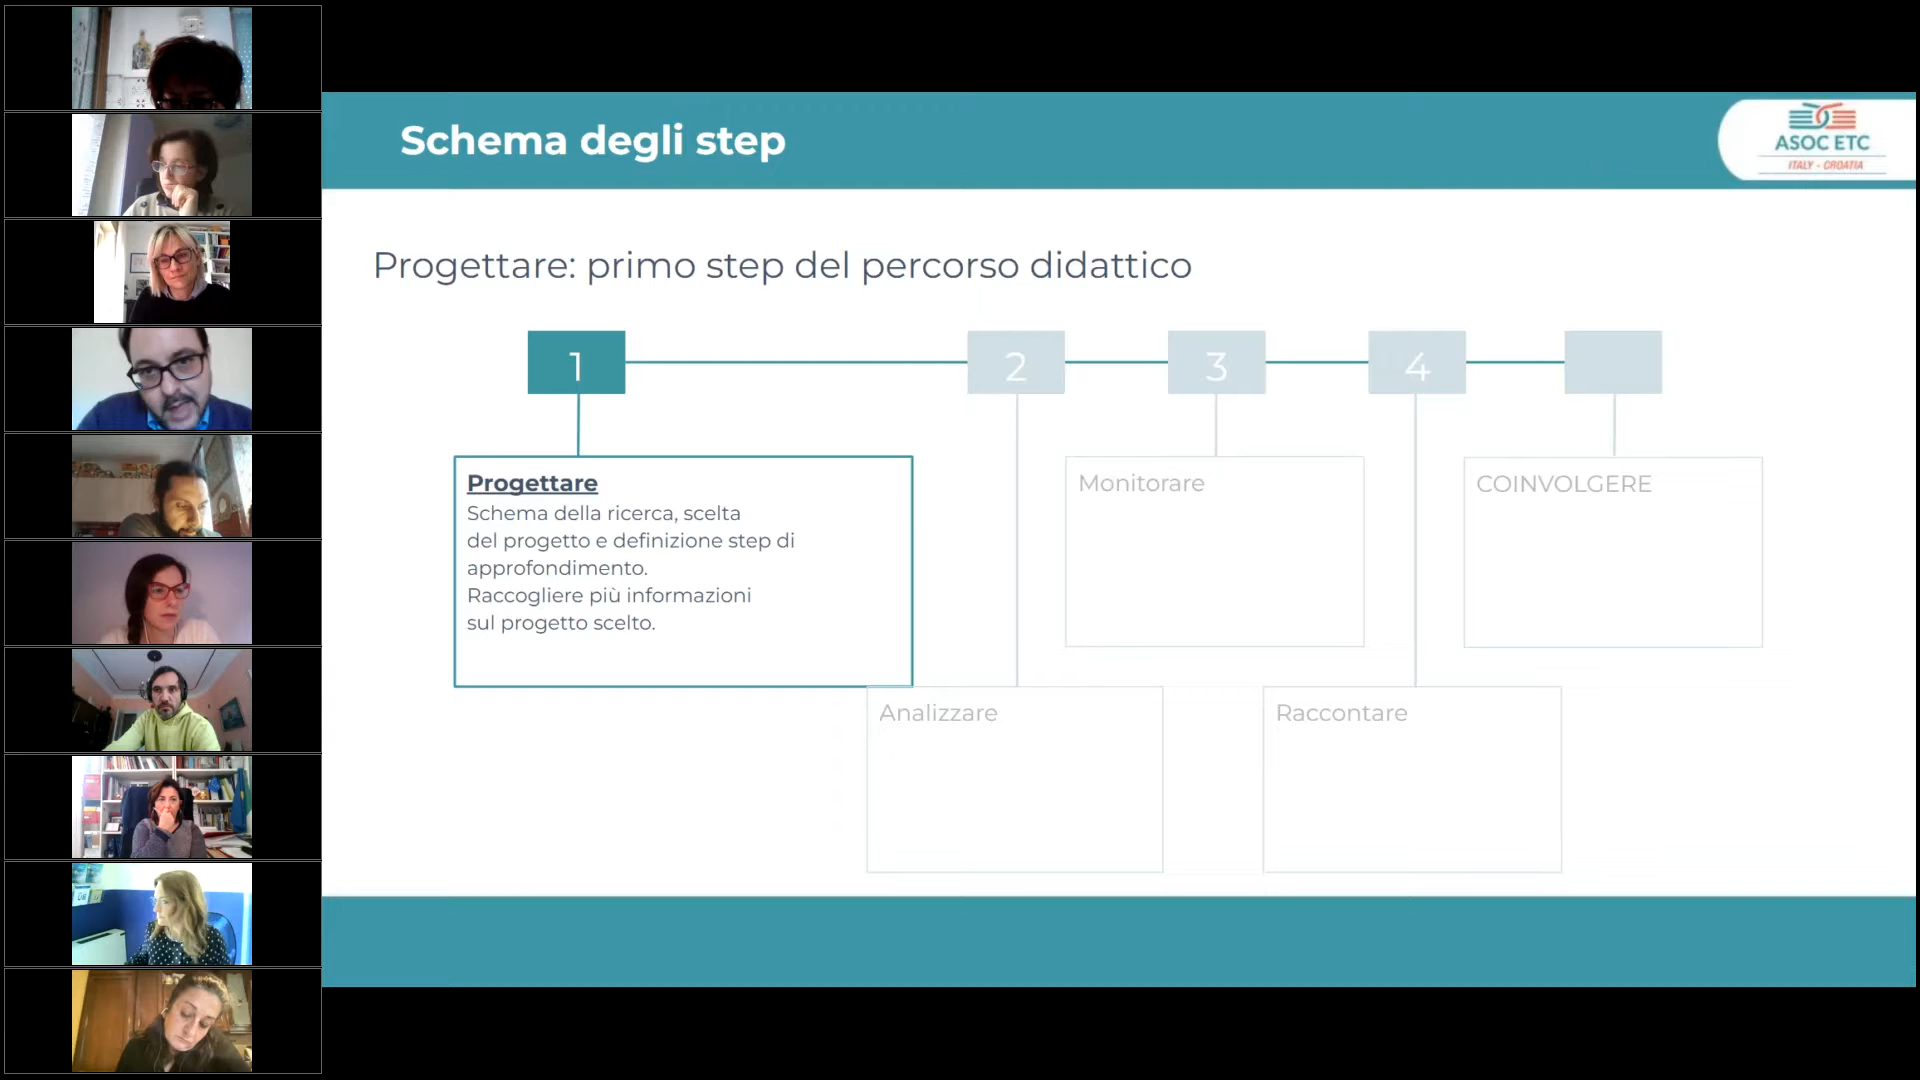 Schema degli step
ASOC ETC
ITALY - CROATIA
Progettare: primo step del percorso didattico
1
2
3
4
Progettare
Schema della ricerca, scelta
del progetto e definizione step di
approfondimento.
Raccogliere più informazioni
sul progetto scelto.
Monitorare
COINVOLGERE
Analizzare
Raccontare